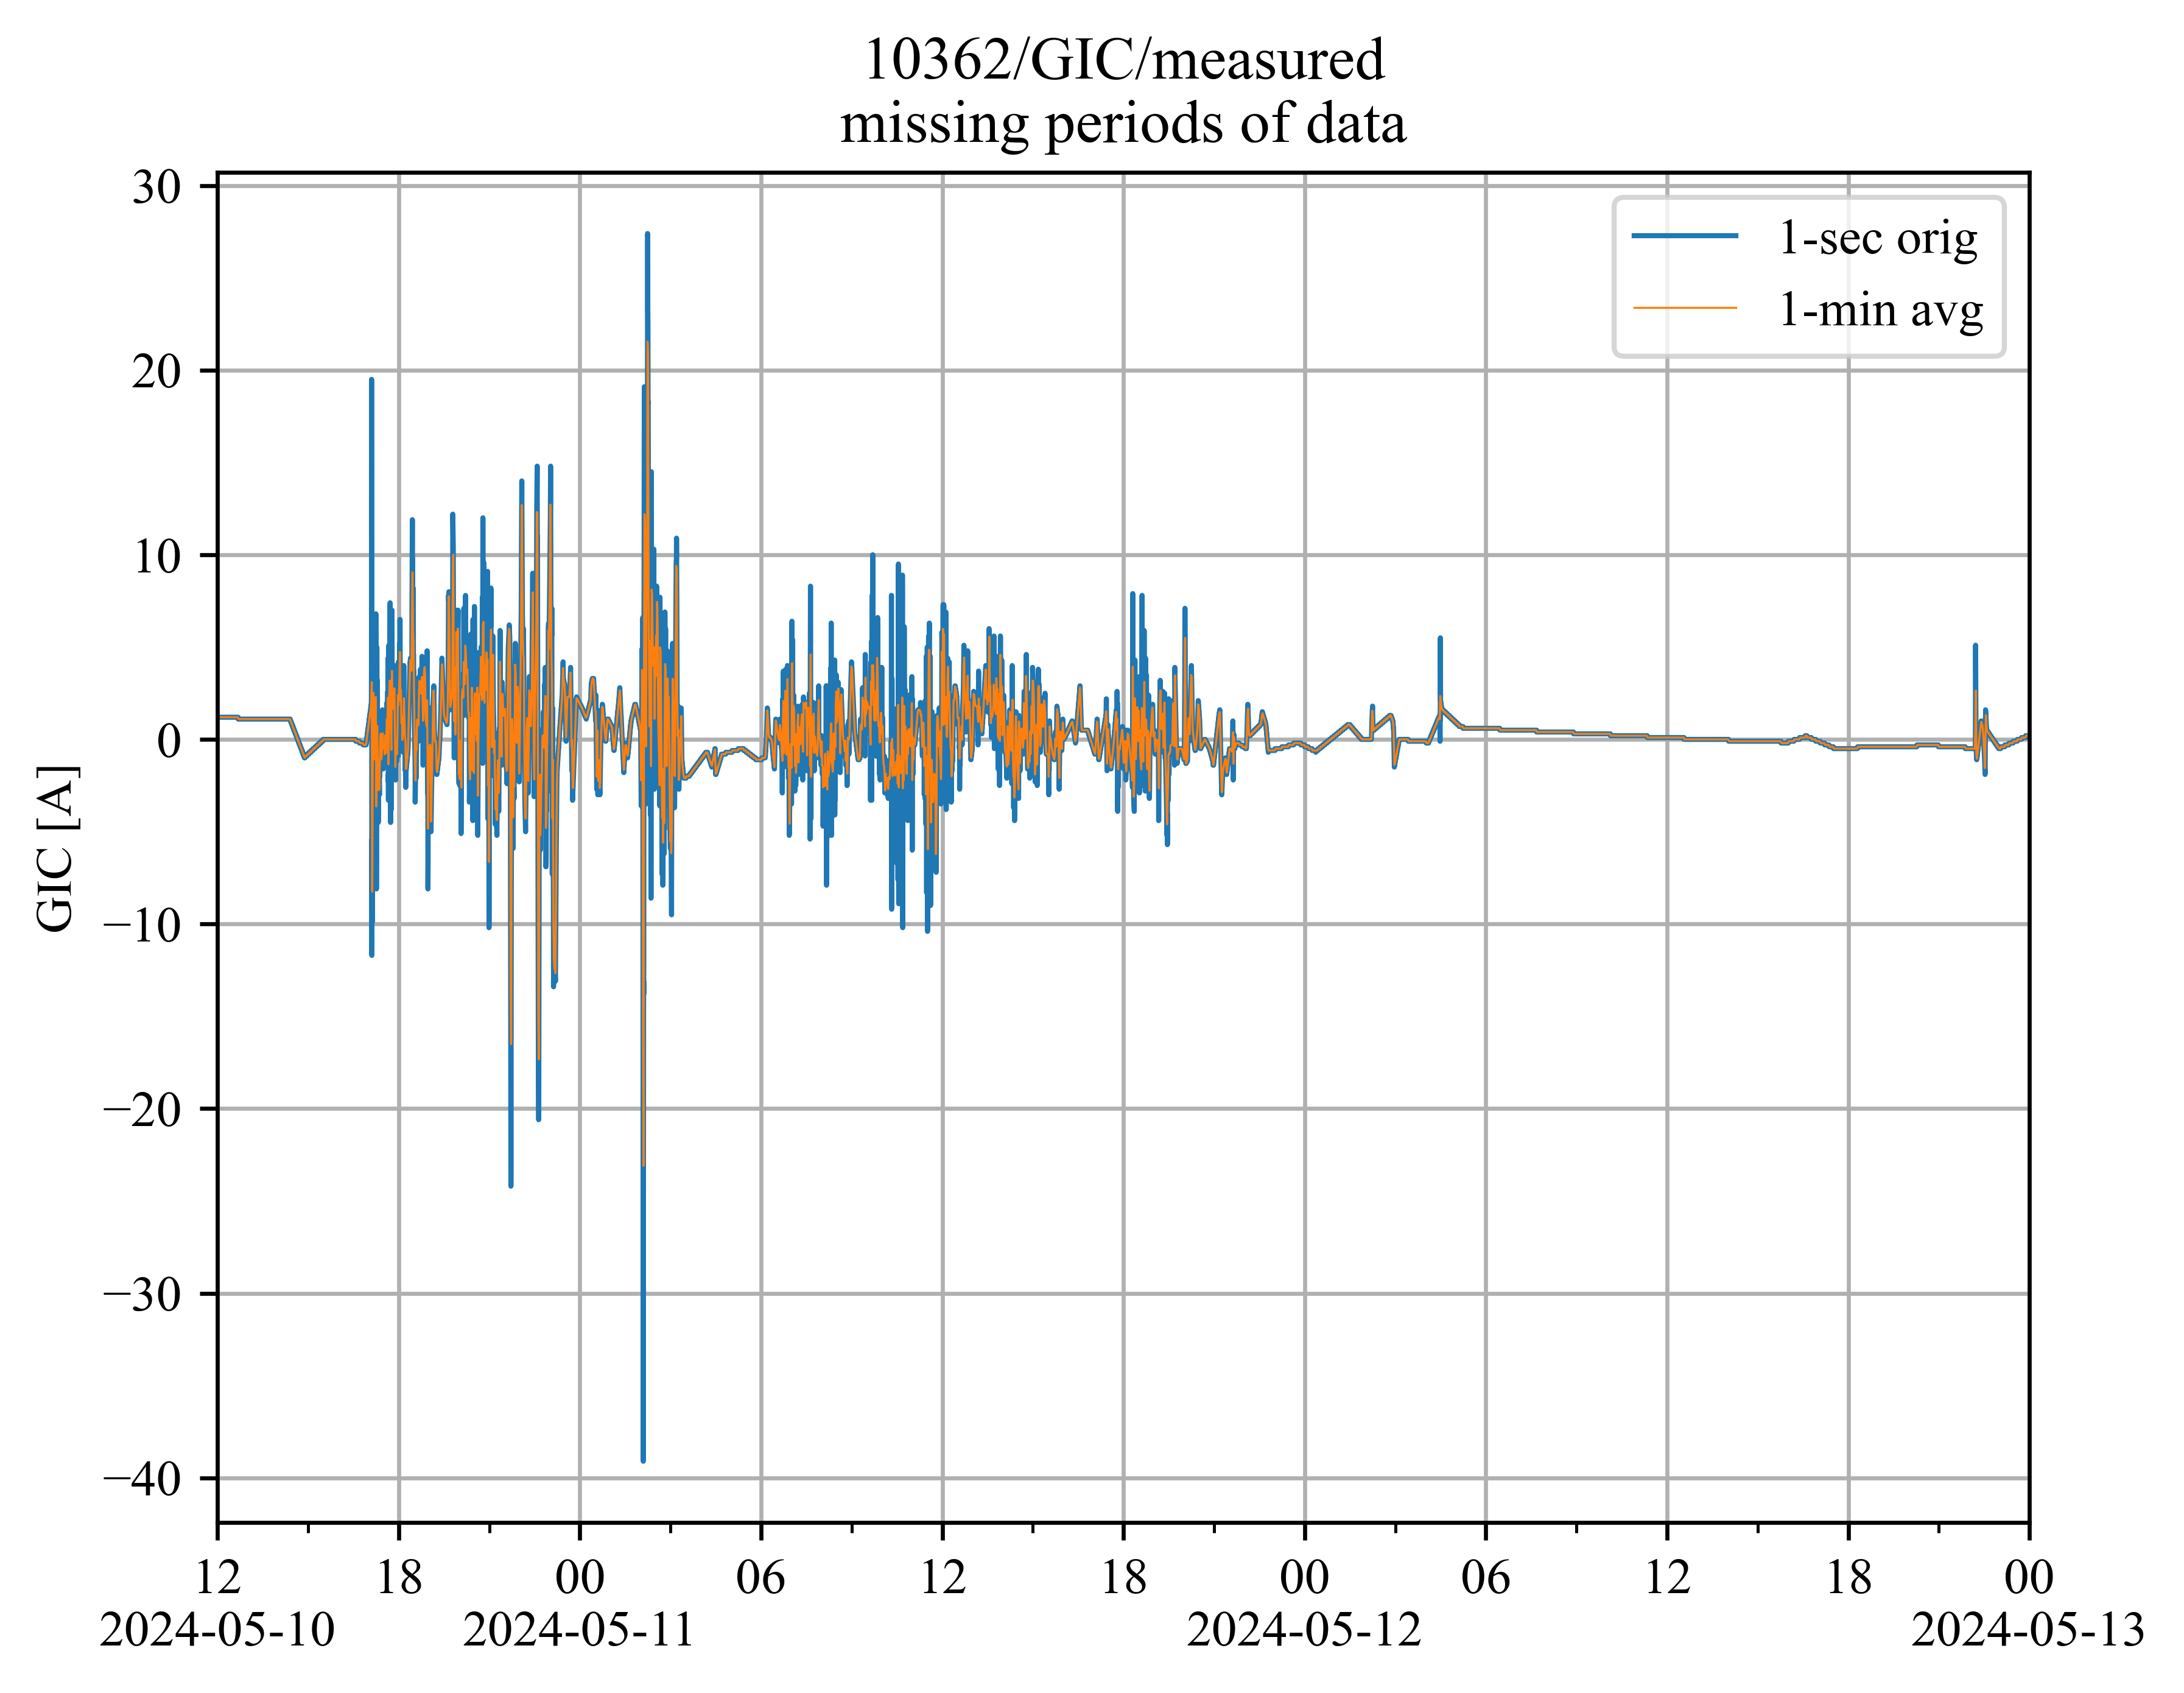 10362/GIC/measured
missing periods of data
30
20
10
0
−10
−20
−30
−40
GIC [A]
1-sec orig
1-min avg
12 18 00 06 12 18 00 06 12 18 00
2024-05-10 2024-05-11 2024-05-12 2024-05-13